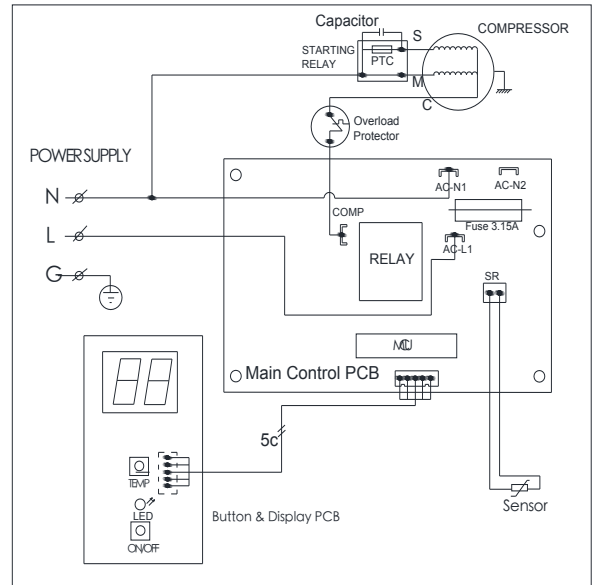 Capacitor
S
COMPRESSOR
STARTING
RELAY
PTC
M
C
Overload
Protector
POWER SUPPLY
N
AC-N1
AC-N2
COMP
Fuse 3.15A
L
RELAY
AC-L1
G
SR
MCU
Main Control PCB
88
5c
TEMP
LED
Button & Display PCB
Sensor
ON/OFF